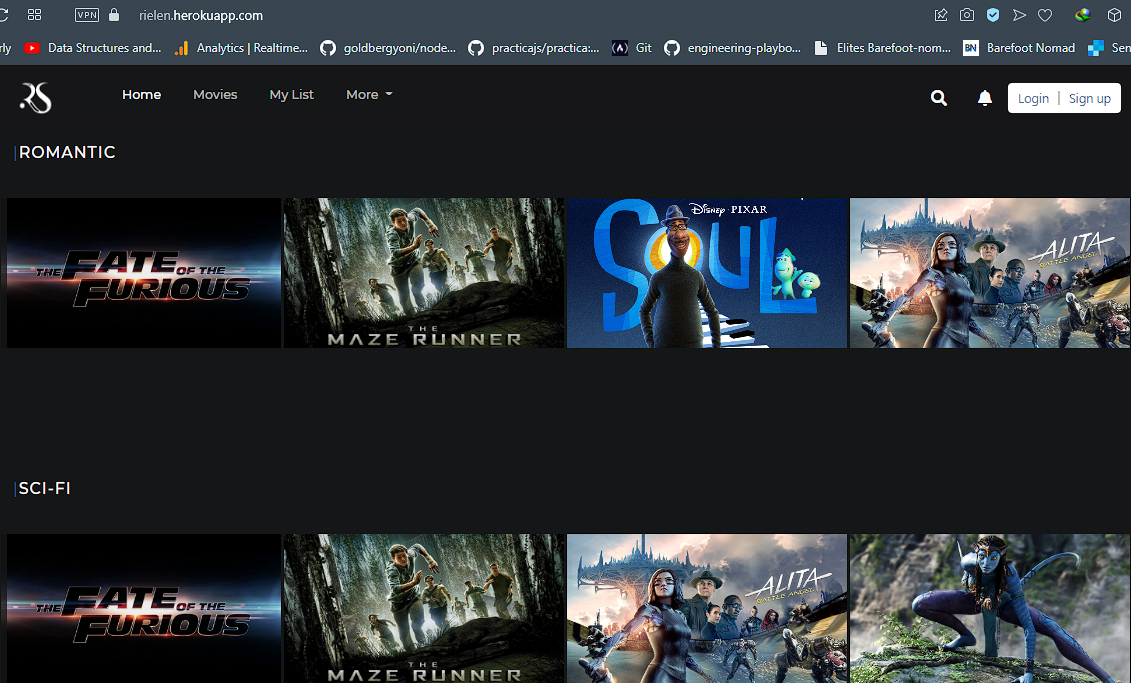 VPN rielen.herokuapp.com
rly Data Structures and... Analytics | Realtime... goldbergyoni/node... practicajs/practica:... Git engineering-playbo... Elites Barefoot-nom... BN Barefoot Nomad Sen
RS Home Movies My List More Login | Sign up
|ROMANTIC
THE FATE OF THE FURIOUS
THE MAZE RUNNER
DISNEY · PIXAR
SOUL
ALITA
BATTLE ANGEL
|SCI-FI
THE FATE OF THE FURIOUS
THE MAZE RUNNER
ALITA
BATTLE ANGEL